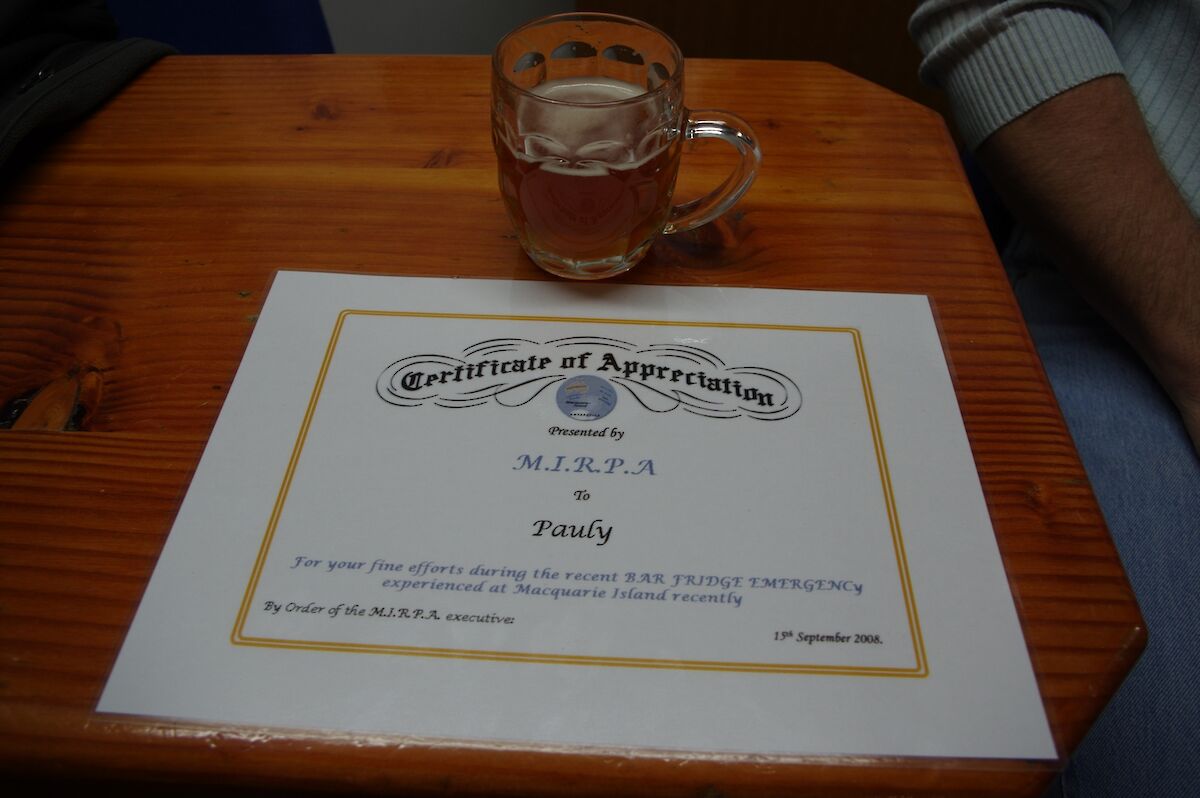 Certificate of Appreciation
Presented by
M.I.R.P.A
To
Pauly
For your fine efforts during the recent BAR FRIDGE EMERGENCy
experienced at Macquarie Island recently
By Order of the M.I.R.P.A. executive:
15th September 2008.